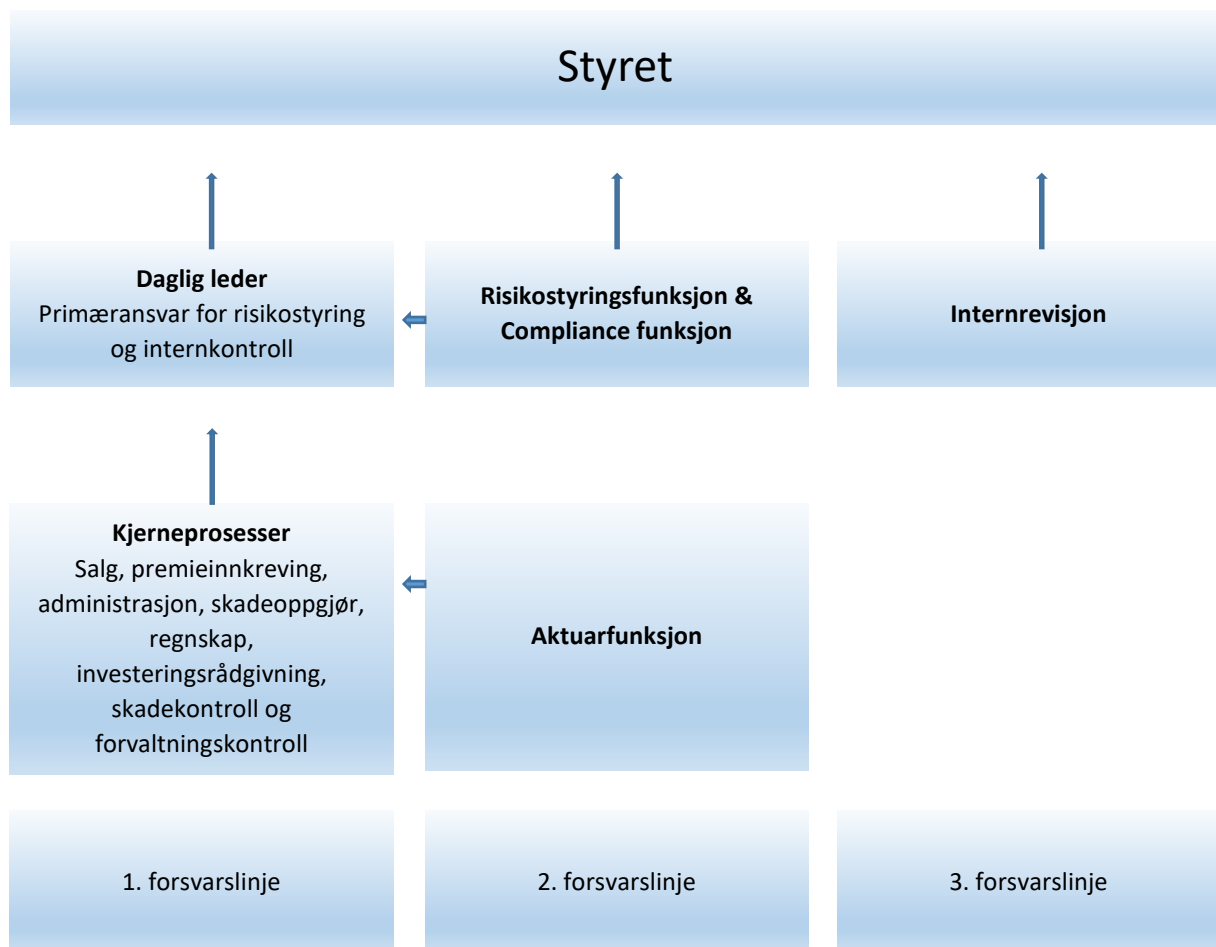 Styret
Daglig leder
Primæransvar for risikostyring
og internkontroll
Risikostyringsfunksjon &
Compliance funksjon
Internrevisjon
Kjerneprosesser
Salg, premieinnkreving,
administrasjon, skadeoppgjør,
regnskap,
investeringsrådgivning,
skadekontroll og
forvaltningskontroll
Aktuarfunksjon
1. forsvarslinje
2. forsvarslinje
3. forsvarslinje